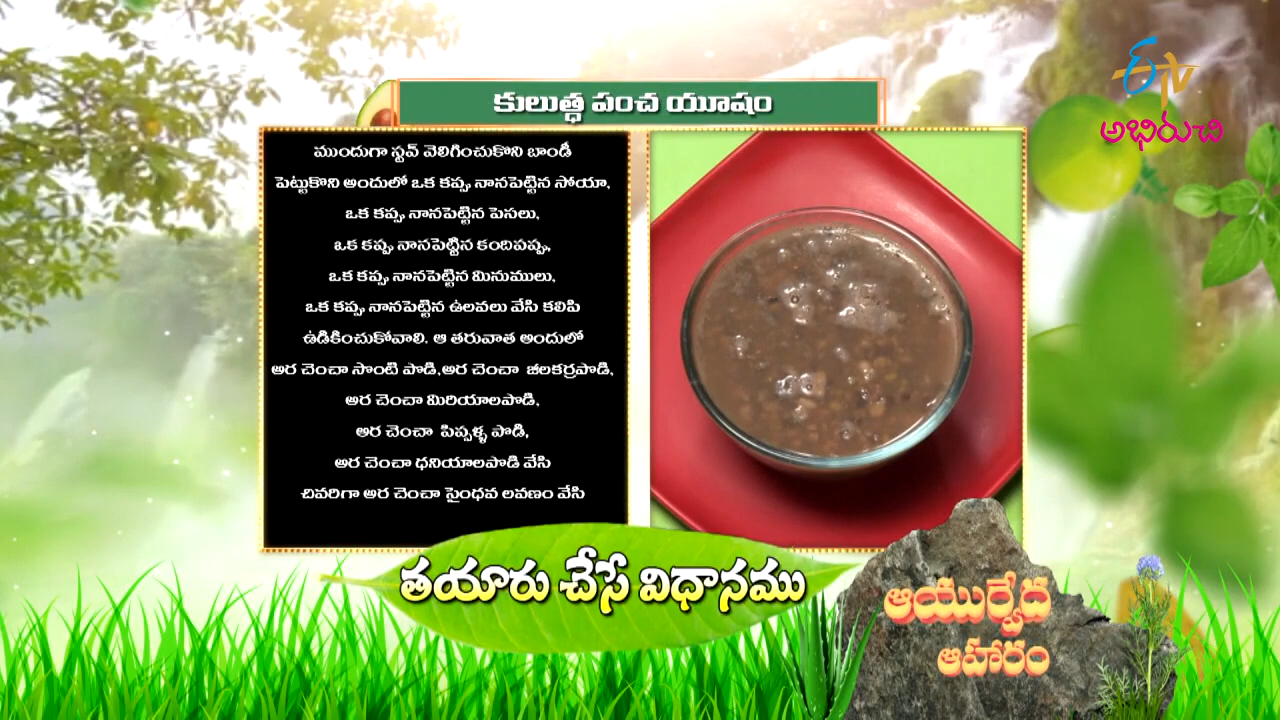 కులుత్థ పంచ యూషం
ETV
అభిరుచి
ముందుగా స్టవ్ వెలిగించుకొని బాండీ
పెట్టుకొని అందులో ఒక కప్పు నానపెట్టిన సోయా,
ఒక కప్పు నానపెట్టిన పెసలు,
ఒక కప్పు నానపెట్టిన కందిపప్పు,
ఒక కప్పు నానపెట్టిన మినుములు,
ఒక కప్పు నానపెట్టిన ఉలవలు వేసి కలిపి
ఉడికించుకోవాలి. ఆ తరువాత అందులో
అర చెంచా సొంటి పొడి,అర చెంచా జీలకర్రపొడి,
అర చెంచా మిరియాలపొడి,
అర చెంచా పిప్పళ్ళ పొడి,
అర చెంచా ధనియాలపొడి వేసి
చివరిగా అర చెంచా సైంధవ లవణం వేసి
తయారు చేసే విధానము
ఆయుర్వేద
ఆహారం